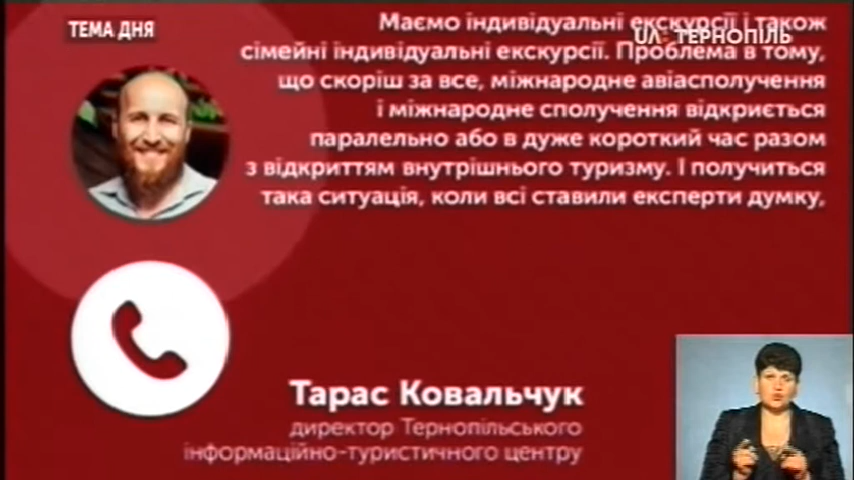 ТЕМА ДНЯ
UA: ТЕРНОПІЛЬ
Маємо індивідуальні екскурсії і також
сімейні індивідуальні екскурсії. Проблема в тому,
що скоріш за все, міжнародне авіасполучення
і міжнародне сполучення відкриється
паралельно або в дуже короткий час разом
з відкриттям внутрішнього туризму. І получиться
така ситуація, коли всі ставили експерти думку,
Тарас Ковальчук
директор Тернопільського
інформаційно-туристичного центру